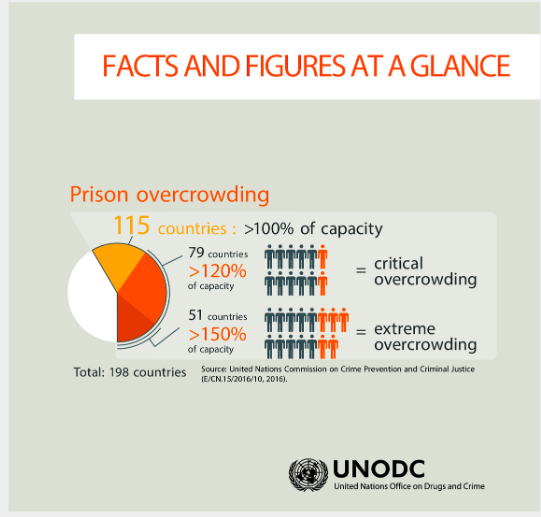 FACTS AND FIGURES AT A GLANCE
Prison overcrowding
115 countries : >100% of capacity
79 countries
>120%
of capacity
= critical
overcrowding
51 countries
>150%
of capacity
= extreme
overcrowding
Total: 198 countries
Source: United Nations Commission on Crime Prevention and Criminal Justice
(E/CN.15/2016/10, 2016).
UNODC
United Nations Office on Drugs and Crime